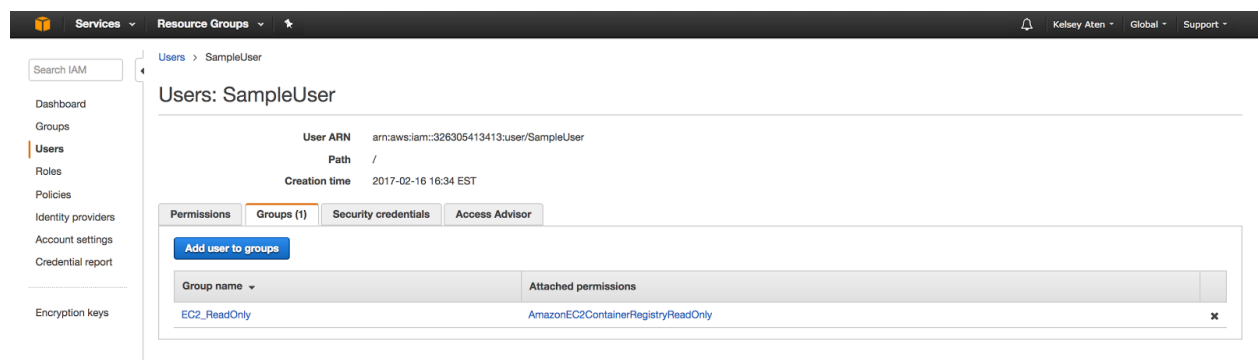 Services Resource Groups Kelsey Aten Global Support
Search IAM
Dashboard
Groups
Users
Roles
Policies
Identity providers
Account settings
Credential report
Encryption keys
Users > SampleUser
Users: SampleUser
User ARN arn:aws:iam::326305413413:user/SampleUser
Path /
Creation time 2017-02-16 16:34 EST
Permissions Groups (1) Security credentials Access Advisor
Add user to groups
Group name Attached permissions
EC2_ReadOnly AmazonEC2ContainerRegistryReadOnly